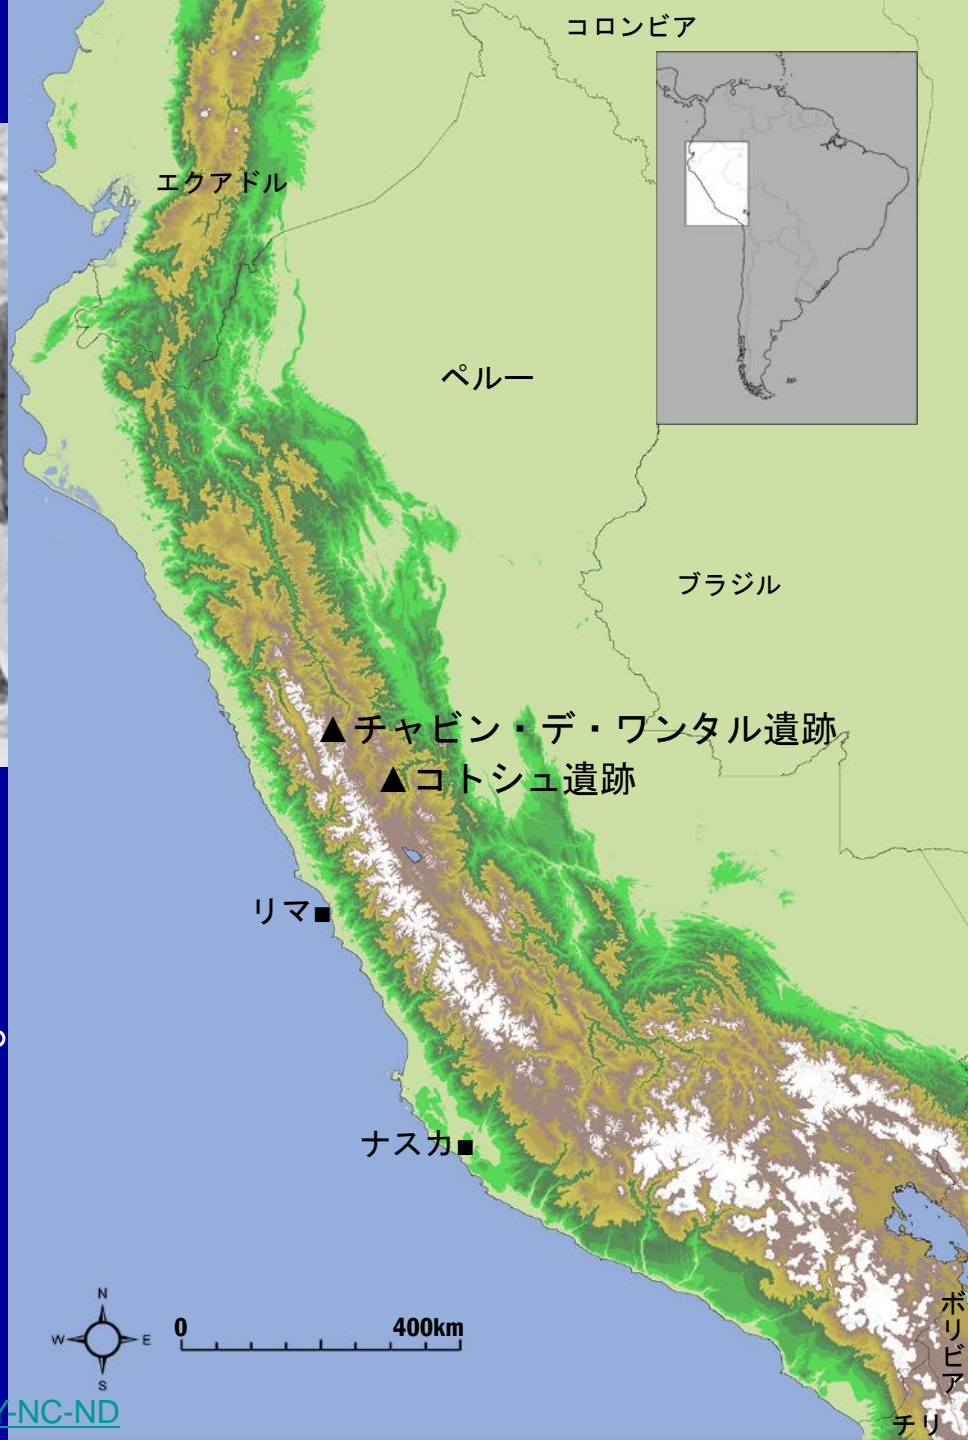 コロンビア
エクアドル
ペルー
ブラジル
▲チャビン・デ・ワンタル遺跡
▲コトシュ遺跡
リマ■
ナスカ■
ボリビア
チリ
N
W E
S
0 400km
Y-NC-ND